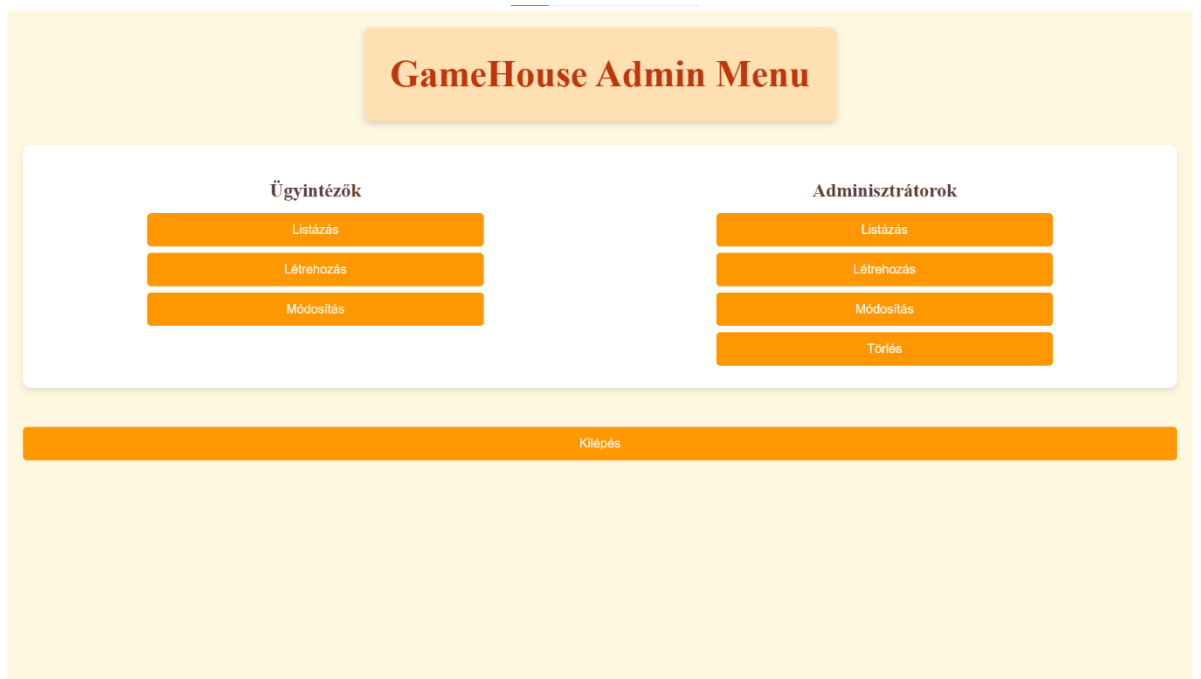 GameHouse Admin Menu
Ügyintézők
Listázás
Létrehozás
Módosítás
Adminisztrátorok
Listázás
Létrehozás
Módosítás
Törlés
Kilépés